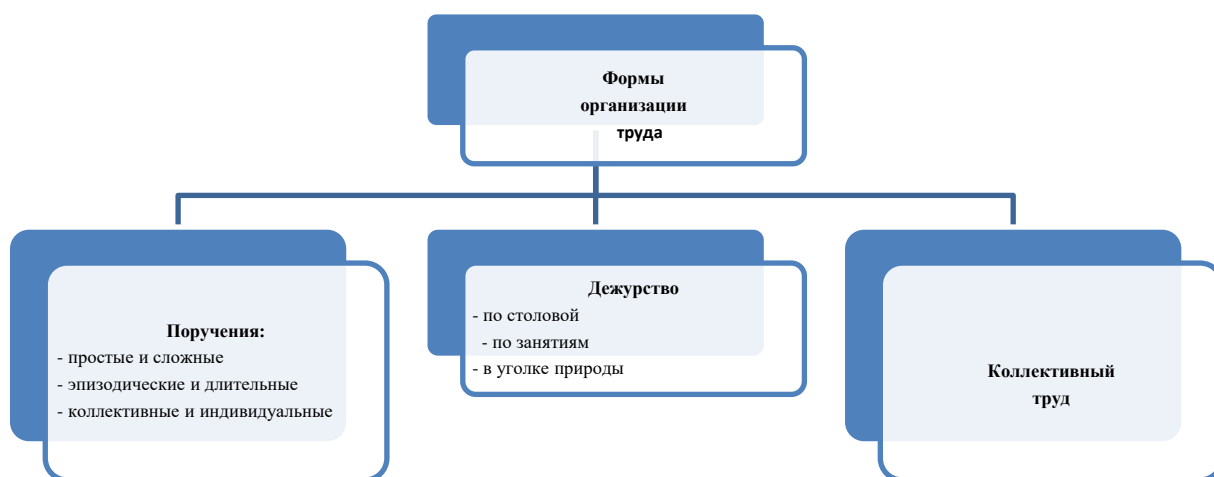 Формы
организации
труда
Поручения:
- простые и сложные
- эпизодические и длительные
- коллективные и индивидуальные
Дежурство
- по столовой
- по занятиям
- в уголке природы
Коллективный
труд